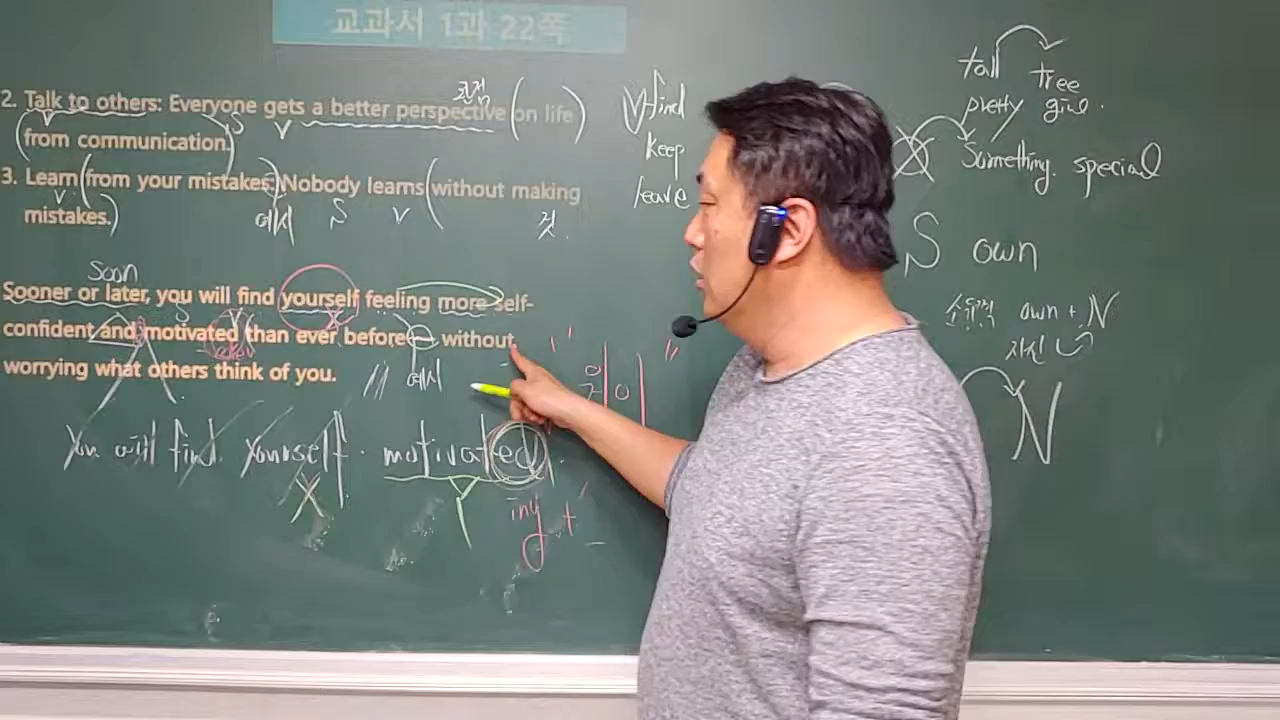 교과서 1과 22쪽
관점
2. Talk to others: Everyone gets a better perspective on life
S
V
from communication.
3. Learn from your mistakes: Nobody learns without making
V
mistakes.
예시
S
V
것.
Soon
Sooner or later, you will find yourself feeling more self-
S
confident and motivated than ever before — without
worrying what others think of you.
예시
You will find yourself. motivated.
ing
find
keep
leave
tall tree
pretty girl.
Something special
S own
소유격 own + N
자신
N